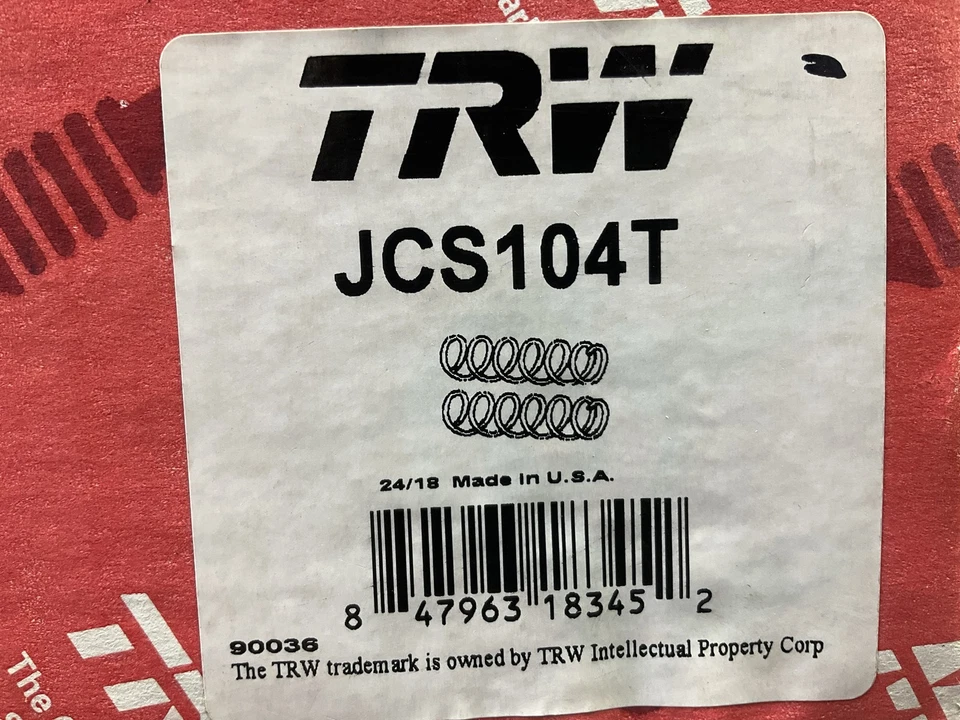 TRW
JCS104T
24/18 Made in U.S.A.
8 47963 18345 2
90036
The TRW trademark is owned by TRW Intellectual Property Corp
The